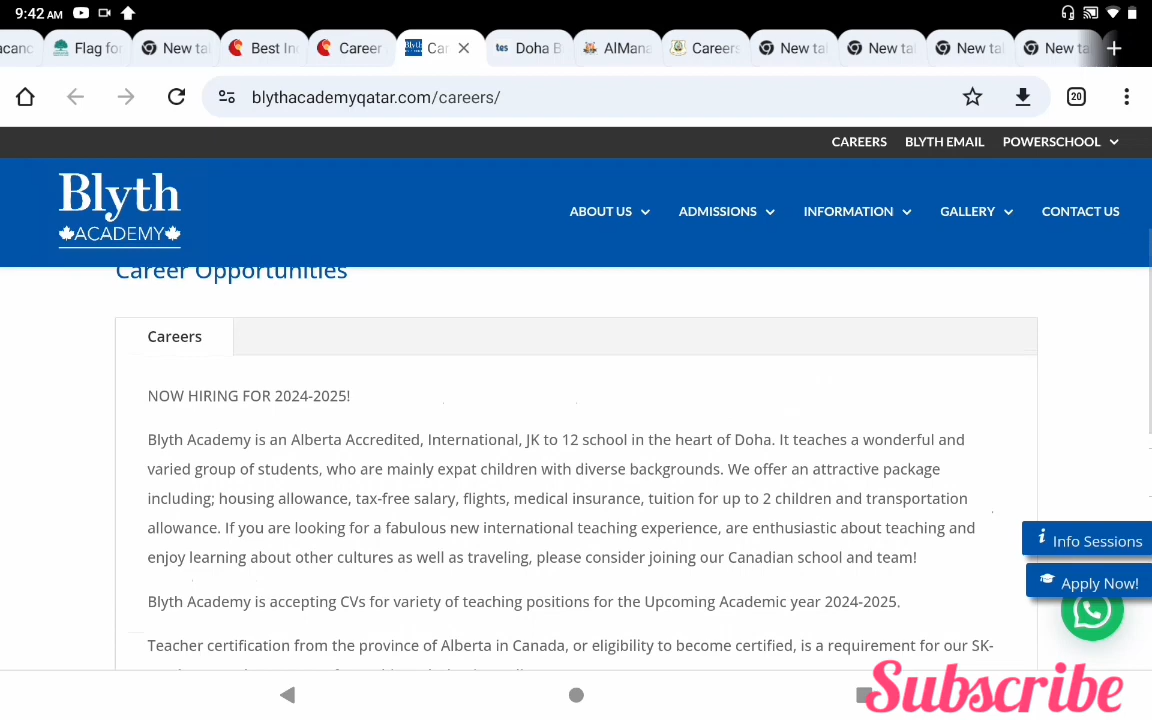 9:42 AM
acanc
Flag for
New tal
Best In
Career
Car
tes Doha B
AlMana
Careers
New tal
New tal
New tal
New ta
blythacademyqatar.com/careers/
20
CAREERS BLYTH EMAIL POWERSCHOOL
Blyth
ACADEMY
ABOUT US ADMISSIONS INFORMATION GALLERY CONTACT US
Career Opportunities
Careers
NOW HIRING FOR 2024-2025!
Blyth Academy is an Alberta Accredited, International, JK to 12 school in the heart of Doha. It teaches a wonderful and
varied group of students, who are mainly expat children with diverse backgrounds. We offer an attractive package
including; housing allowance, tax-free salary, flights, medical insurance, tuition for up to 2 children and transportation
allowance. If you are looking for a fabulous new international teaching experience, are enthusiastic about teaching and
enjoy learning about other cultures as well as traveling, please consider joining our Canadian school and team!
Info Sessions
Apply Now!
Blyth Academy is accepting CVs for variety of teaching positions for the Upcoming Academic year 2024-2025.
Teacher certification from the province of Alberta in Canada, or eligibility to become certified, is a requirement for our SK-
Subscribe